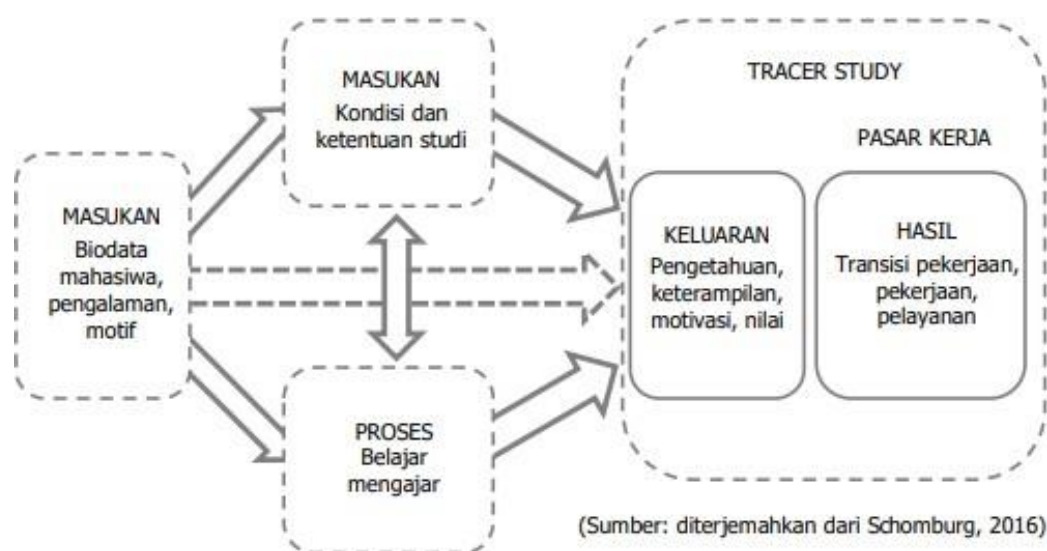 MASUKAN
Biodata
mahasiwa,
pengalaman,
motif
MASUKAN
Kondisi dan
ketentuan studi
PROSES
Belajar
mengajar
TRACER STUDY
PASAR KERJA
KELUARAN
Pengetahuan,
keterampilan,
motivasi, nilai
HASIL
Transisi pekerjaan,
pekerjaan,
pelayanan
(Sumber: diterjemahkan dari Schomburg, 2016)